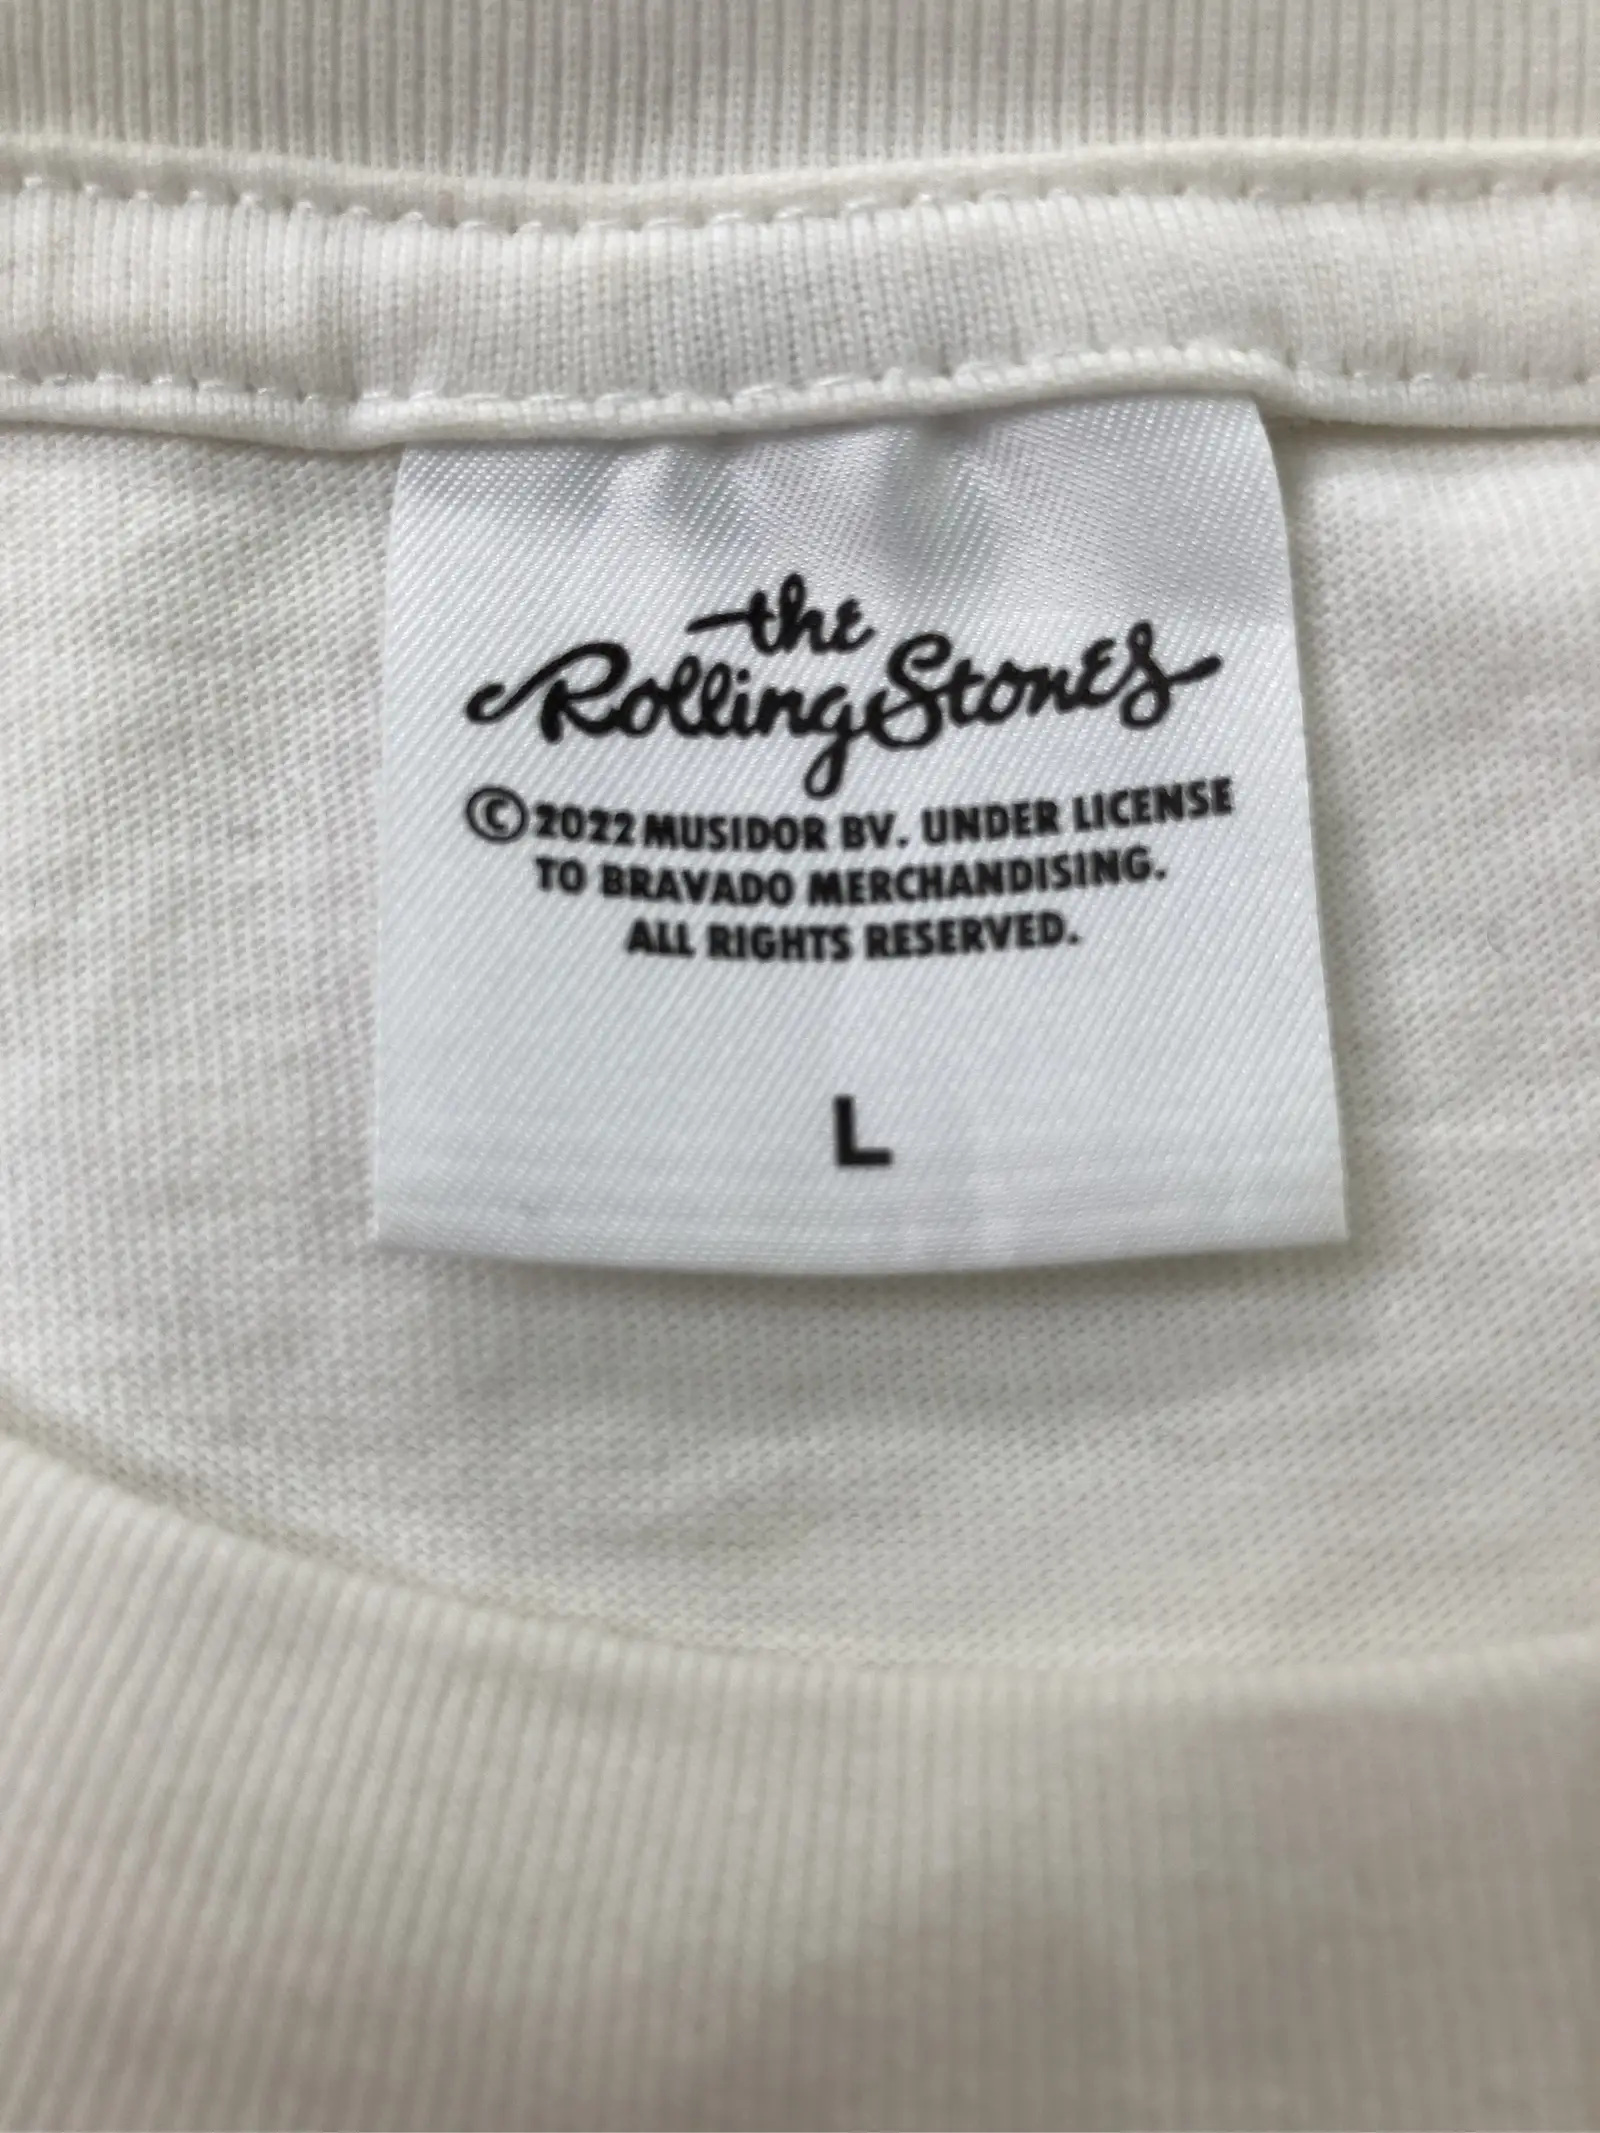 the
Rolling Stones
©2022 MUSIDOR BV. UNDER LICENSE
TO BRAVADO MERCHANDISING.
ALL RIGHTS RESERVED.
L